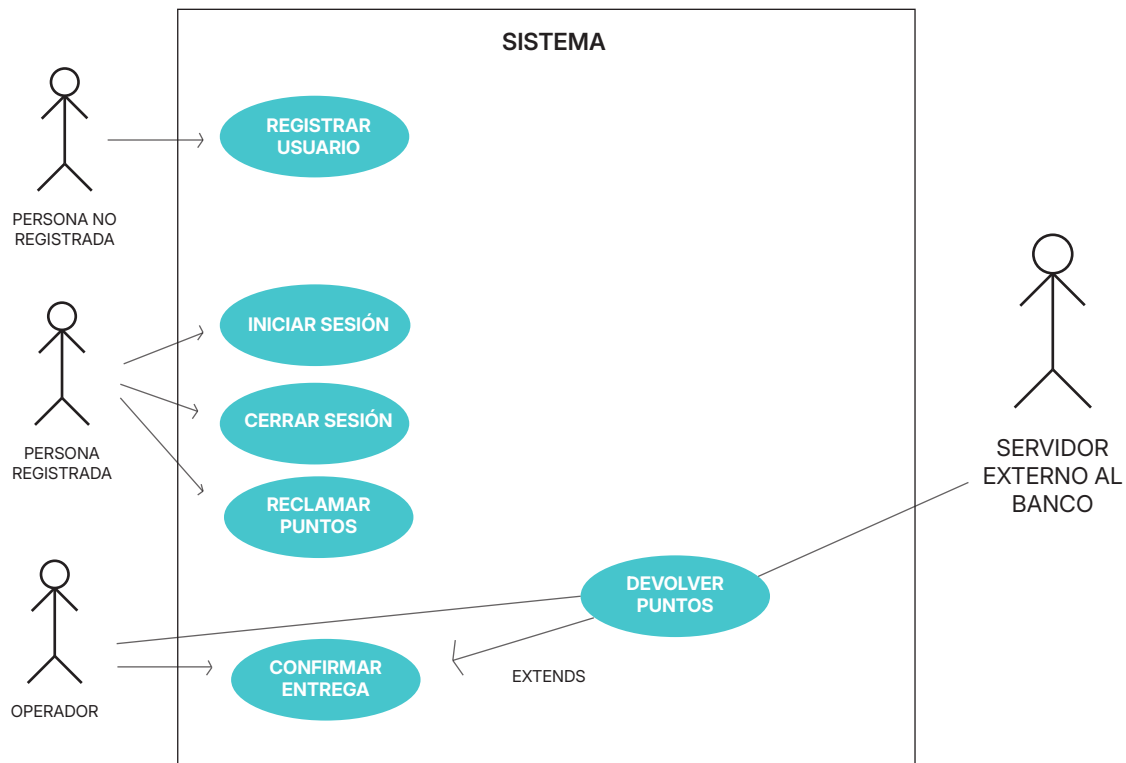 SISTEMA
REGISTRAR
USUARIO
PERSONA NO
REGISTRADA
INICIAR SESIÓN
CERRAR SESIÓN
PERSONA
REGISTRADA
RECLAMAR
PUNTOS
SERVIDOR
EXTERNO AL
BANCO
DEVOLVER
PUNTOS
CONFIRMAR
ENTREGA
EXTENDS
OPERADOR